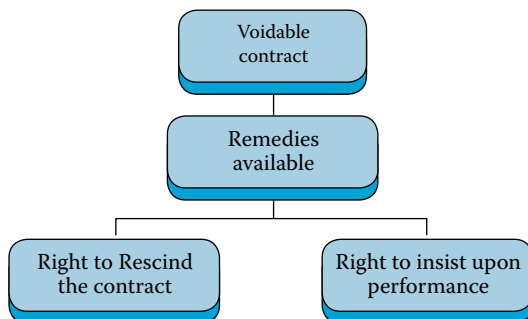 Voidable
contract
Remedies
available
Right to Rescind
the contract
Right to insist upon
performance